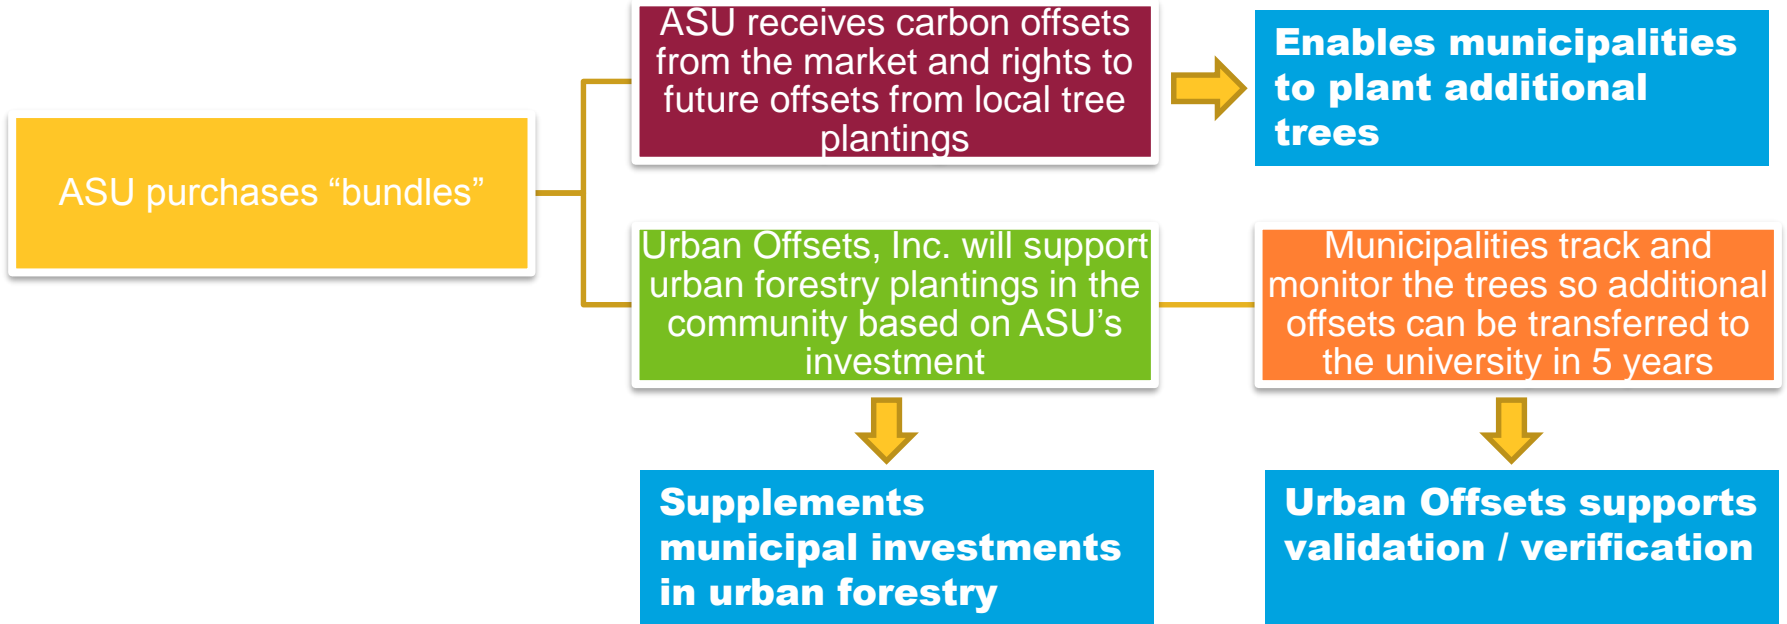 ASU purchases “bundles”
ASU receives carbon offsets
from the market and rights to
future offsets from local tree
plantings
Enables municipalities
to plant additional
trees
Urban Offsets, Inc. will support
urban forestry plantings in the
community based on ASU’s
investment
Municipalities track and
monitor the trees so additional
offsets can be transferred to
the university in 5 years
Supplements
municipal investments
in urban forestry
Urban Offsets supports
validation / verification